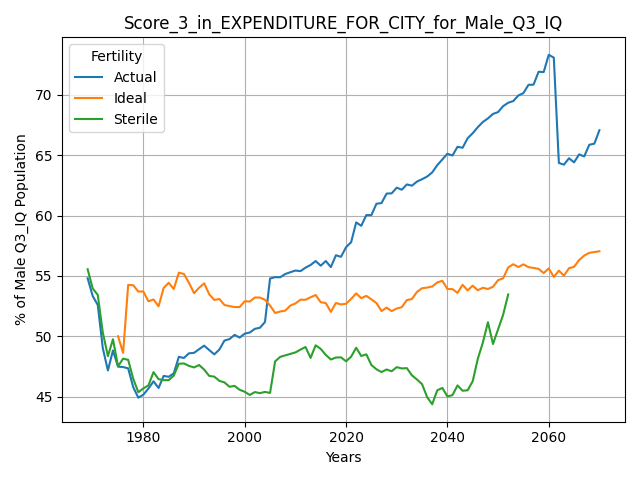 Score_3_in_EXPENDITURE_FOR_CITY_for_Male_Q3_IQ
Fertility
Actual
Ideal
Sterile
% of Male Q3_IQ Population
70
65
60
55
50
45
1980
2000
2020
2040
2060
Years